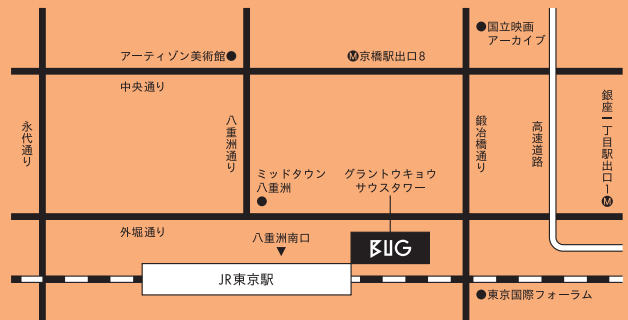 国立映画
アーカイブ
アーティゾン美術館
M京橋駅出口8
中央通り
永代通り
八重洲通り
鍛冶橋通り
高速道路
銀座一丁目駅出口1M
ミッドタウン
八重洲
グラントウキョウ
サウスタワー
外堀通り
八重洲南口
BUG
JR東京駅
東京国際フォーラム